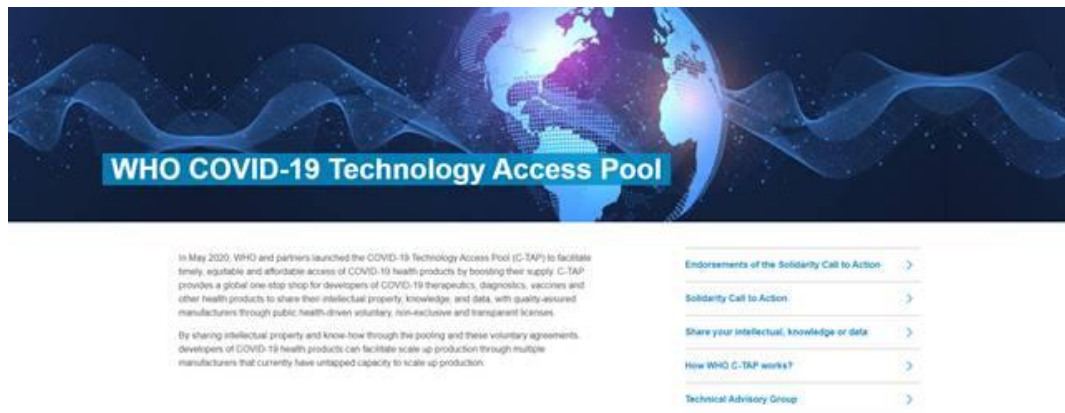 WHO COVID-19 Technology Access Pool
In May 2020, WHO and partners launched the COVID-19 Technology Access Pool (C-TAP) to facilitate
timely, equitable and affordable access of COVID-19 health products by boosting their supply. C-TAP
provides a global one-stop shop for developers of COVID-19 therapeutics, diagnostics, vaccines and
other health products to share their intellectual property, knowledge, and data, with quality-assured
manufacturers through public health-driven voluntary, non-exclusive and transparent licenses.
By sharing intellectual property and know-how through the pooling and these voluntary agreements,
developers of COVID-19 health products can facilitate scale up production through multiple
manufacturers that currently have untapped capacity to scale up production.
Endorsements of the Solidarity Call to Action
Solidarity Call to Action
Share your intellectual, knowledge or data
How WHO C-TAP works?
Technical Advisory Group